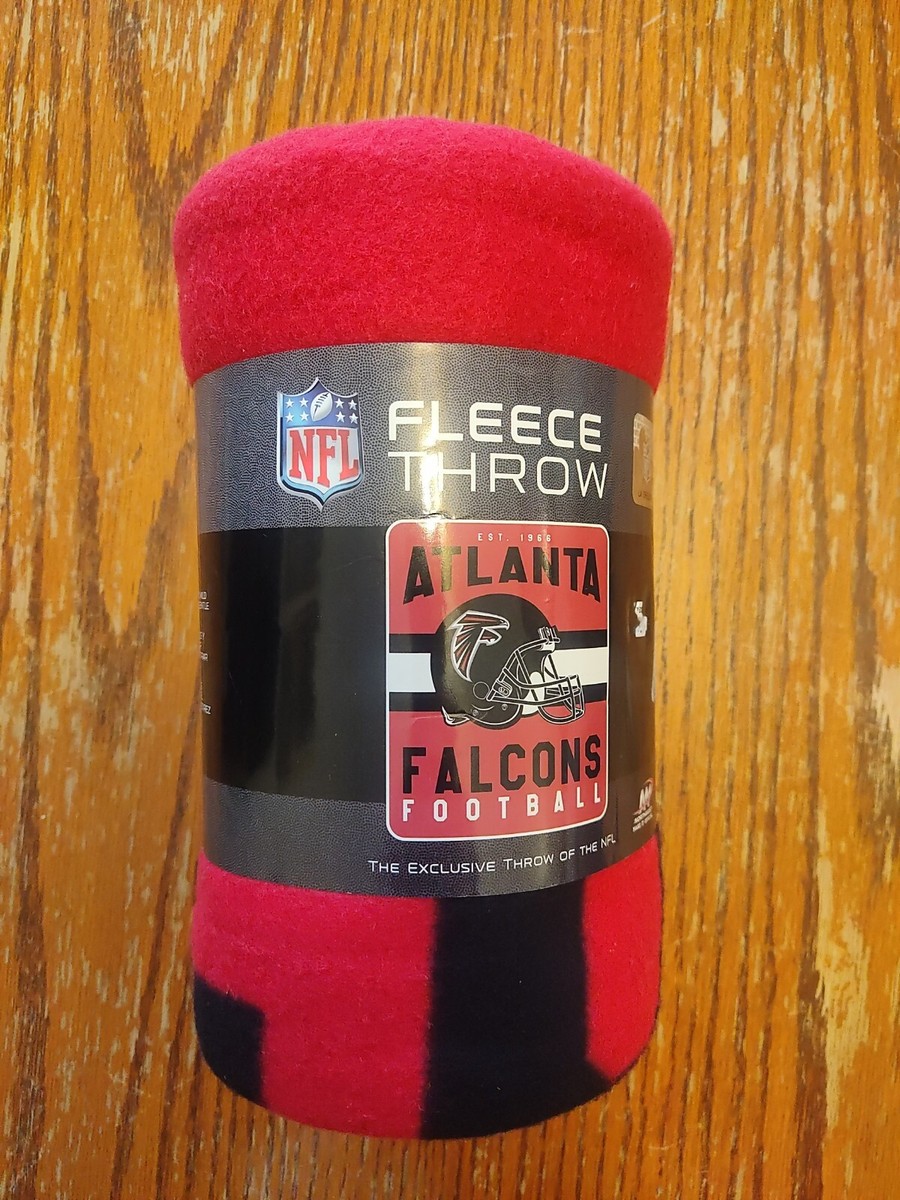 NFL
FLEECE
THROW
EST. 1966
ATLANTA
FALCONS
FOOTBALL
THE EXCLUSIVE THROW OF THE NFL